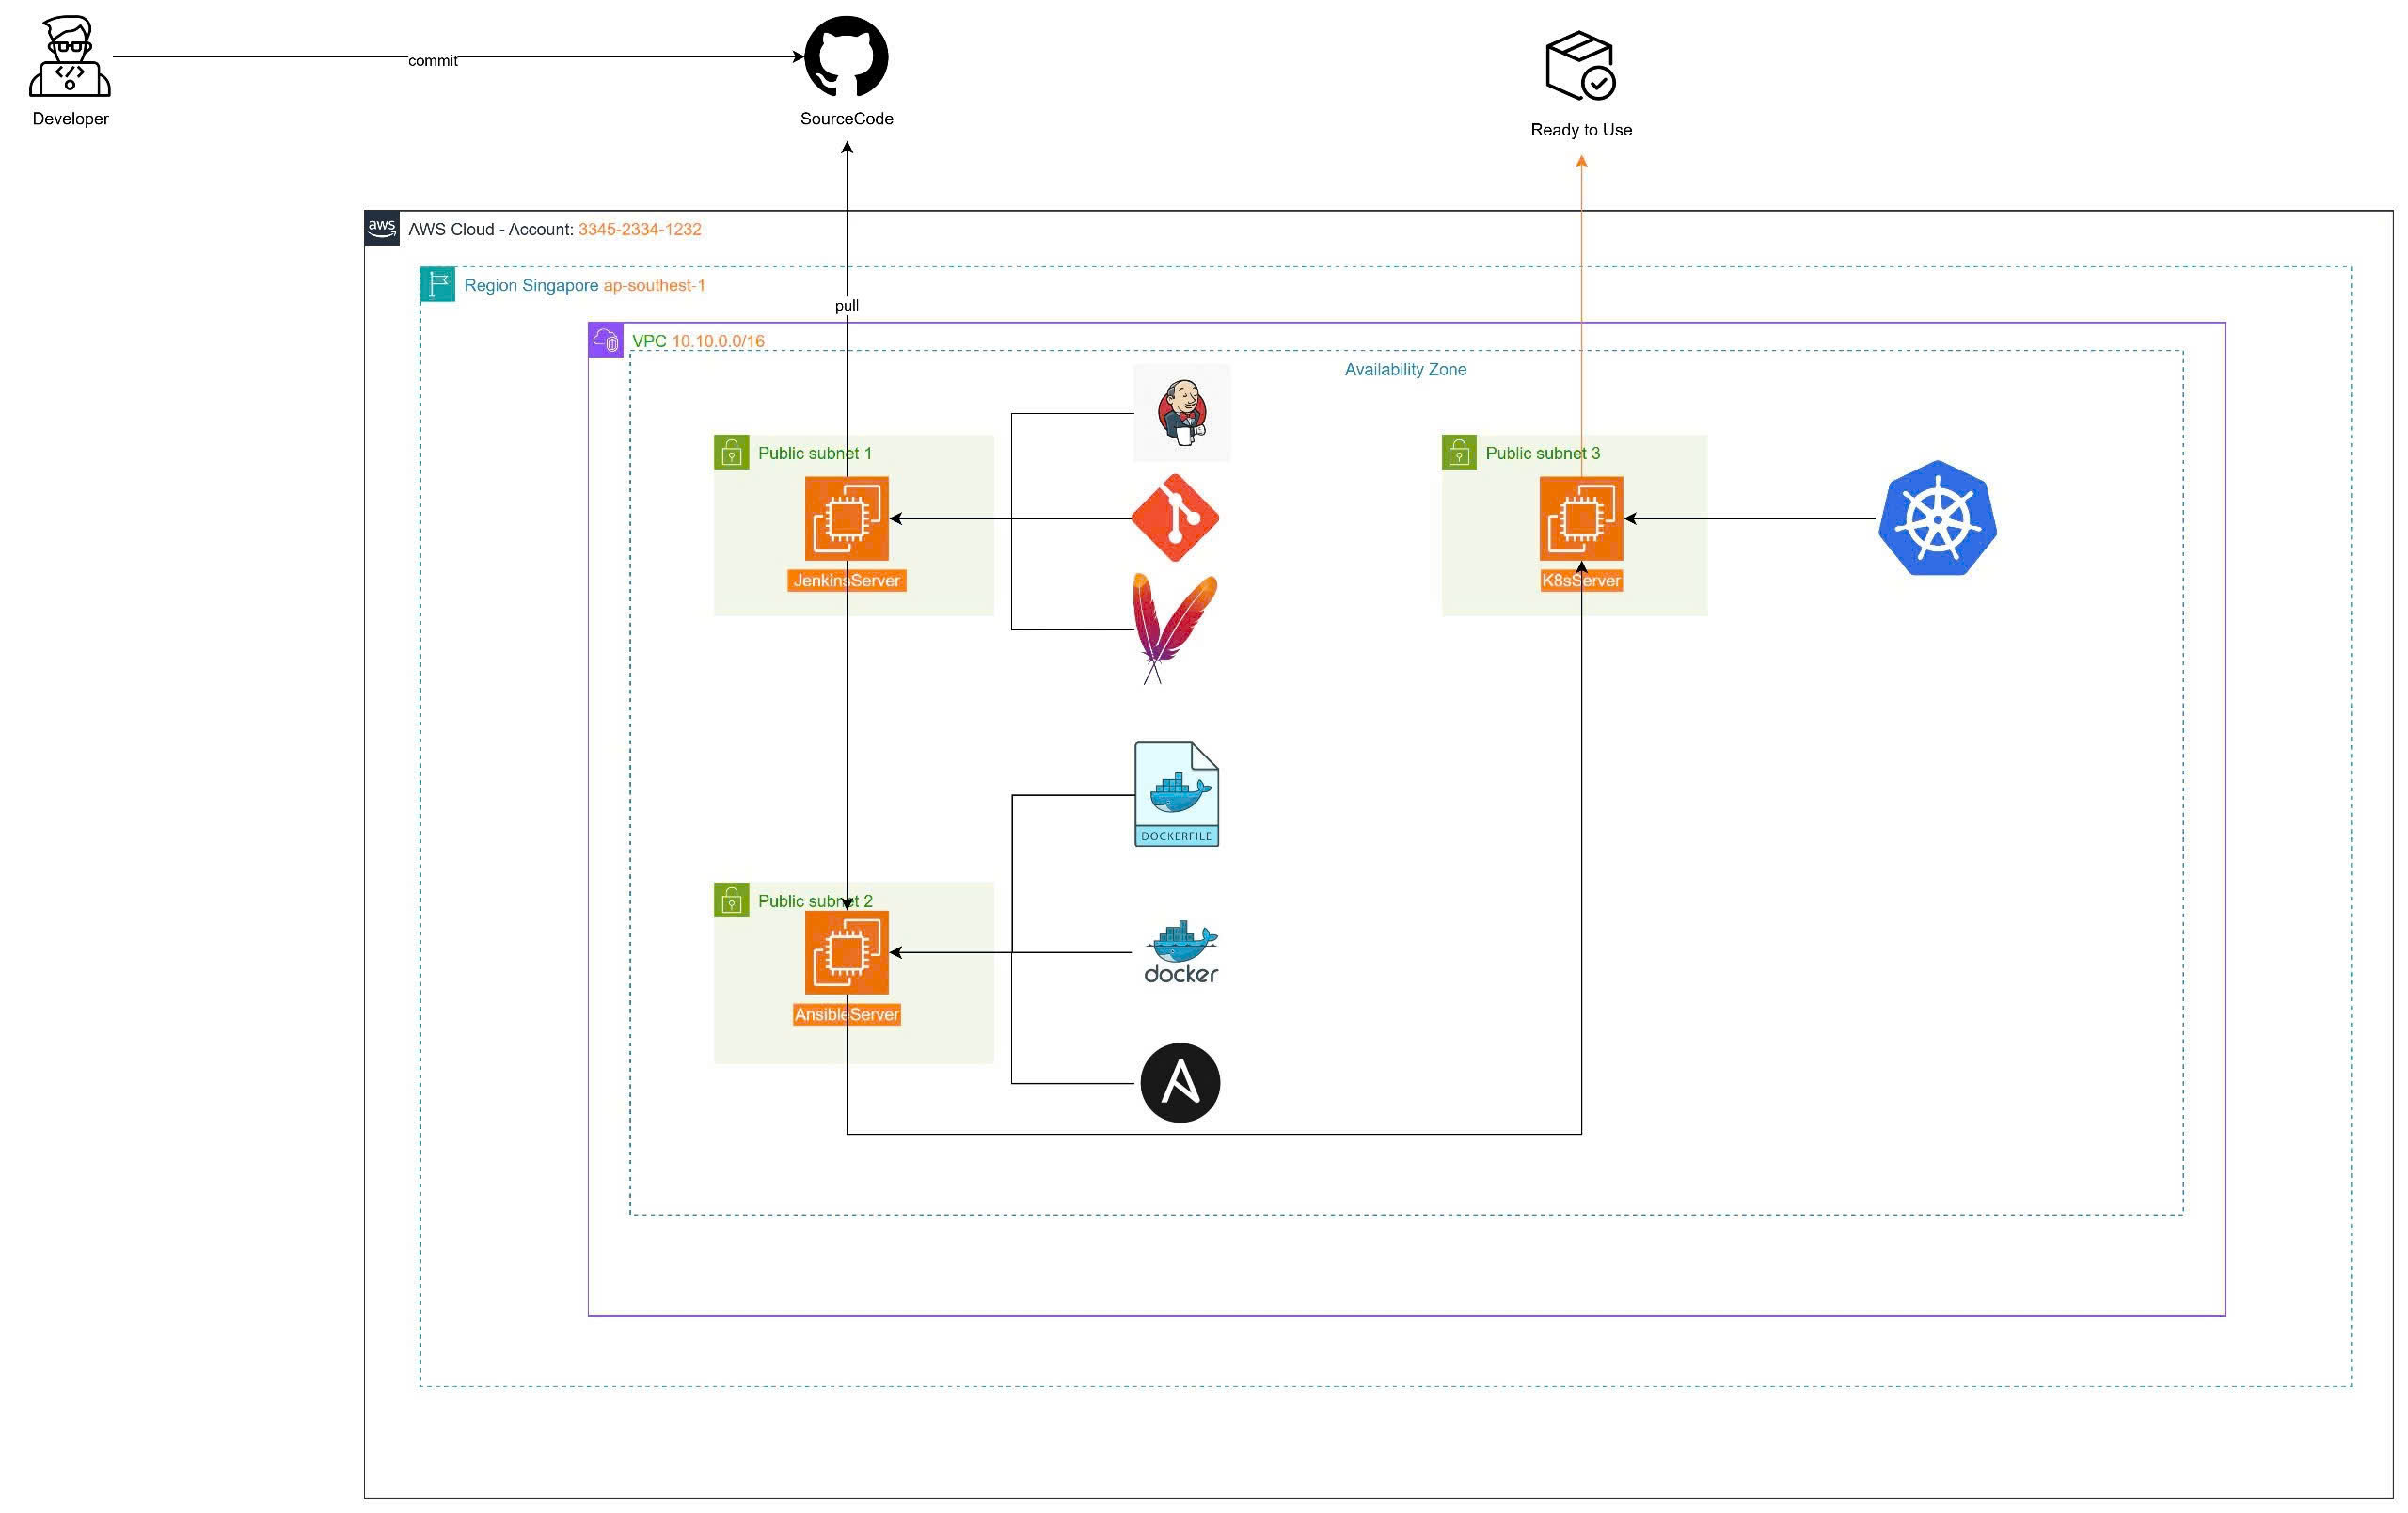 commit
Developer
SourceCode
Ready to Use
aws
AWS Cloud - Account: 3345-2334-1232
Region Singapore ap-southest-1
pull
VPC 10.10.0.0/16
Availability Zone
Public subnet 1
Public subnet 3
JenkinsServer
K8sServer
DOCKERFILE
Public subnet 2
docker
AnsibleServer